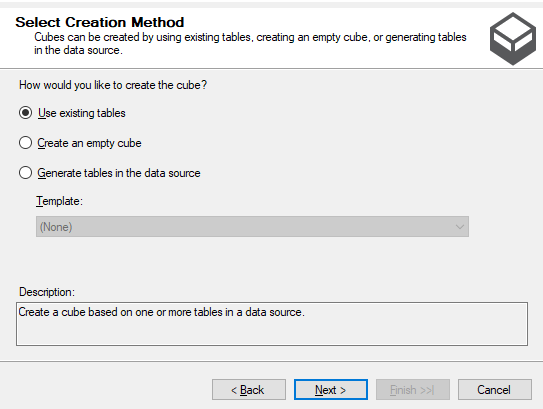 Select Creation Method
Cubes can be created by using existing tables, creating an empty cube, or generating tables
in the data source.
How would you like to create the cube?
Use existing tables
Create an empty cube
Generate tables in the data source
Template:
(None)
Description:
Create a cube based on one or more tables in a data source.
< Back
Next >
Finish >>|
Cancel